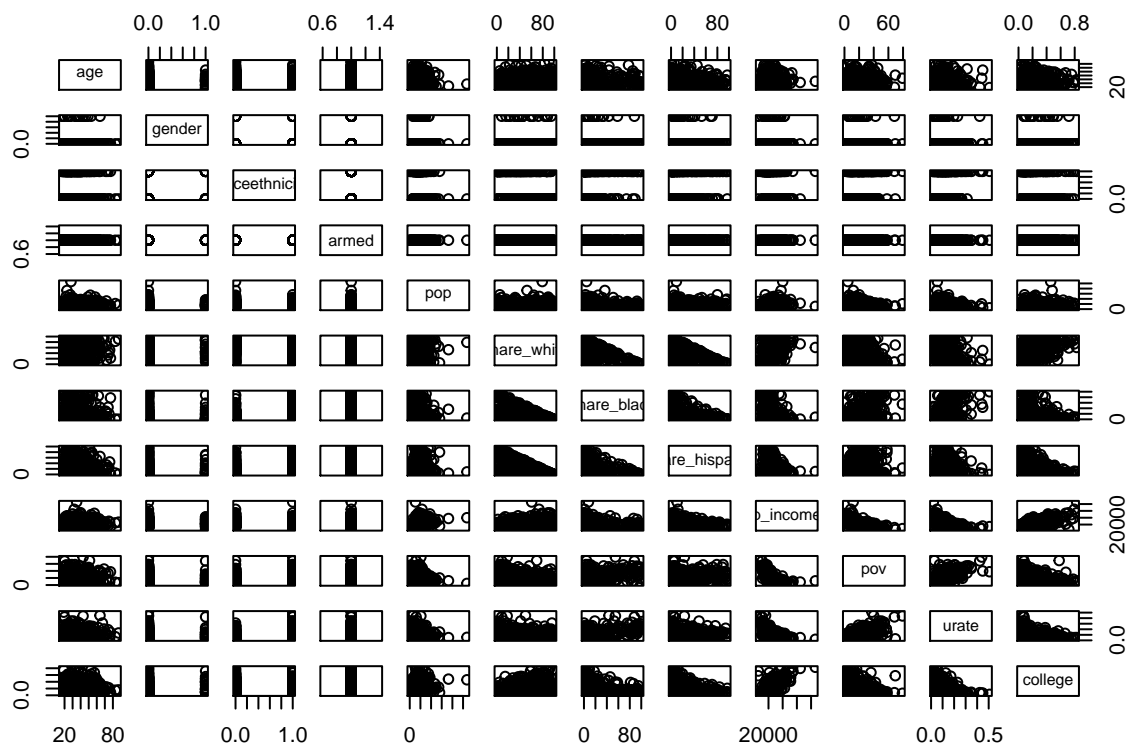 0.0 1.0 0.6 1.4 0 80 0 80 0 60 0.0 0.8
age 20
0.0 gender
ceethnici 0.0
0.6 armed
pop 0
0 hare_whi
hare_blac 0
0 are_hispa
p_income 20000
0 pov
urate 0.0
0.0 college
20 80 0.0 1.0 0 0 80 20000 0.0 0.5